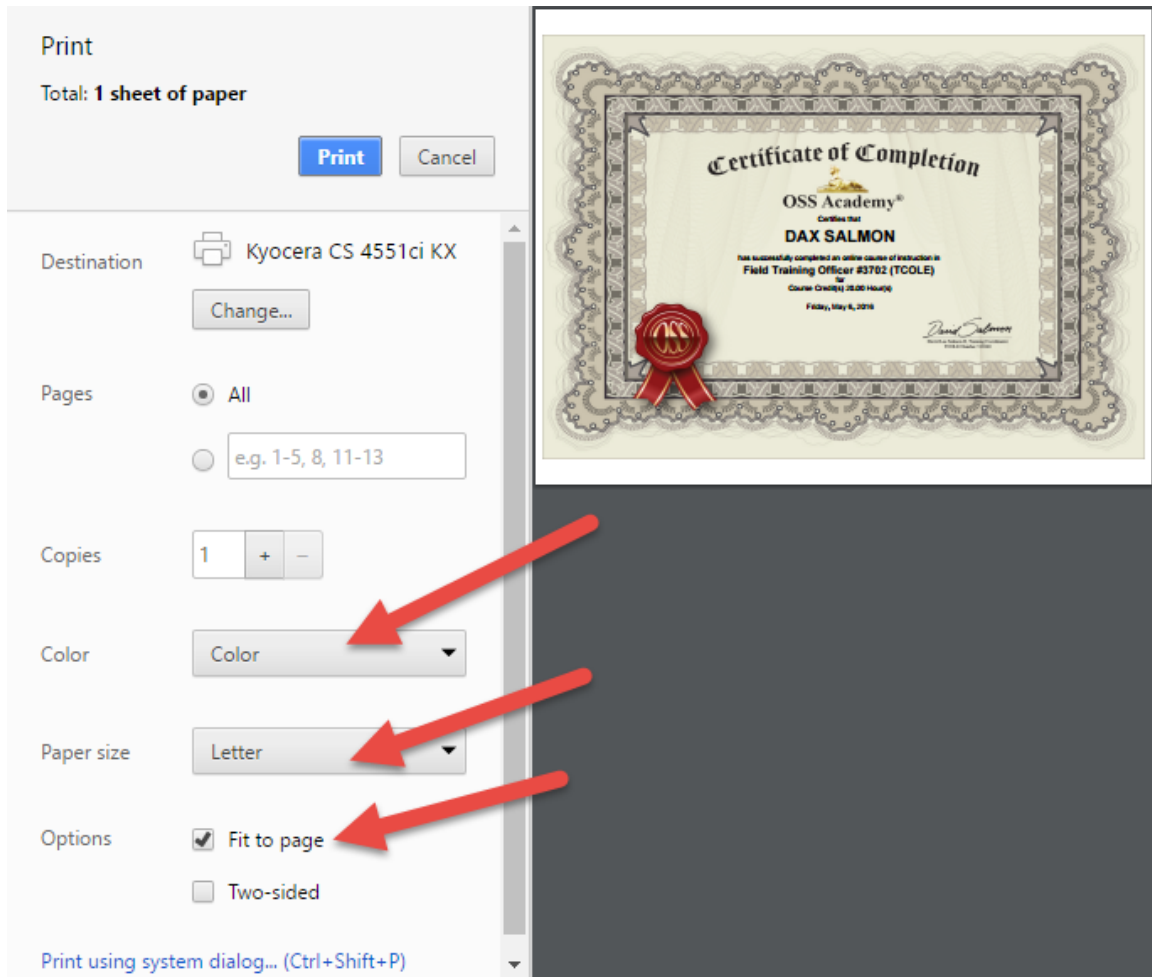 Print
Total: 1 sheet of paper
Print
Cancel
Destination
Kyocera CS 4551ci KX
Change...
Pages
All
e.g. 1-5, 8, 11-13
Copies
1
+
−
Color
Color
Paper size
Letter
Options
Fit to page
Two-sided
Print using system dialog... (Ctrl+Shift+P)
Certificate of Completion
OSS Academy®
Certifies that
DAX SALMON
has successfully completed an online course of instruction in
Field Training Officer #3702 (TCOLE)
for
Course Credit(s) Hour(s)
Friday, May 6, 2016
David Salmon
OSS